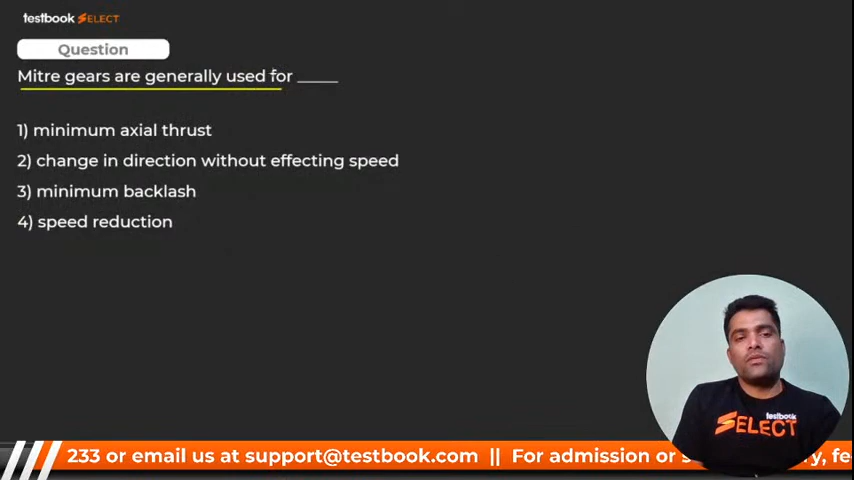 testbook SELECT
Question
Mitre gears are generally used for _____
1) minimum axial thrust
2) change in direction without effecting speed
3) minimum backlash
4) speed reduction
testbook
SELECT
233 or email us at support@testbook.com || For admission or s
y, fe